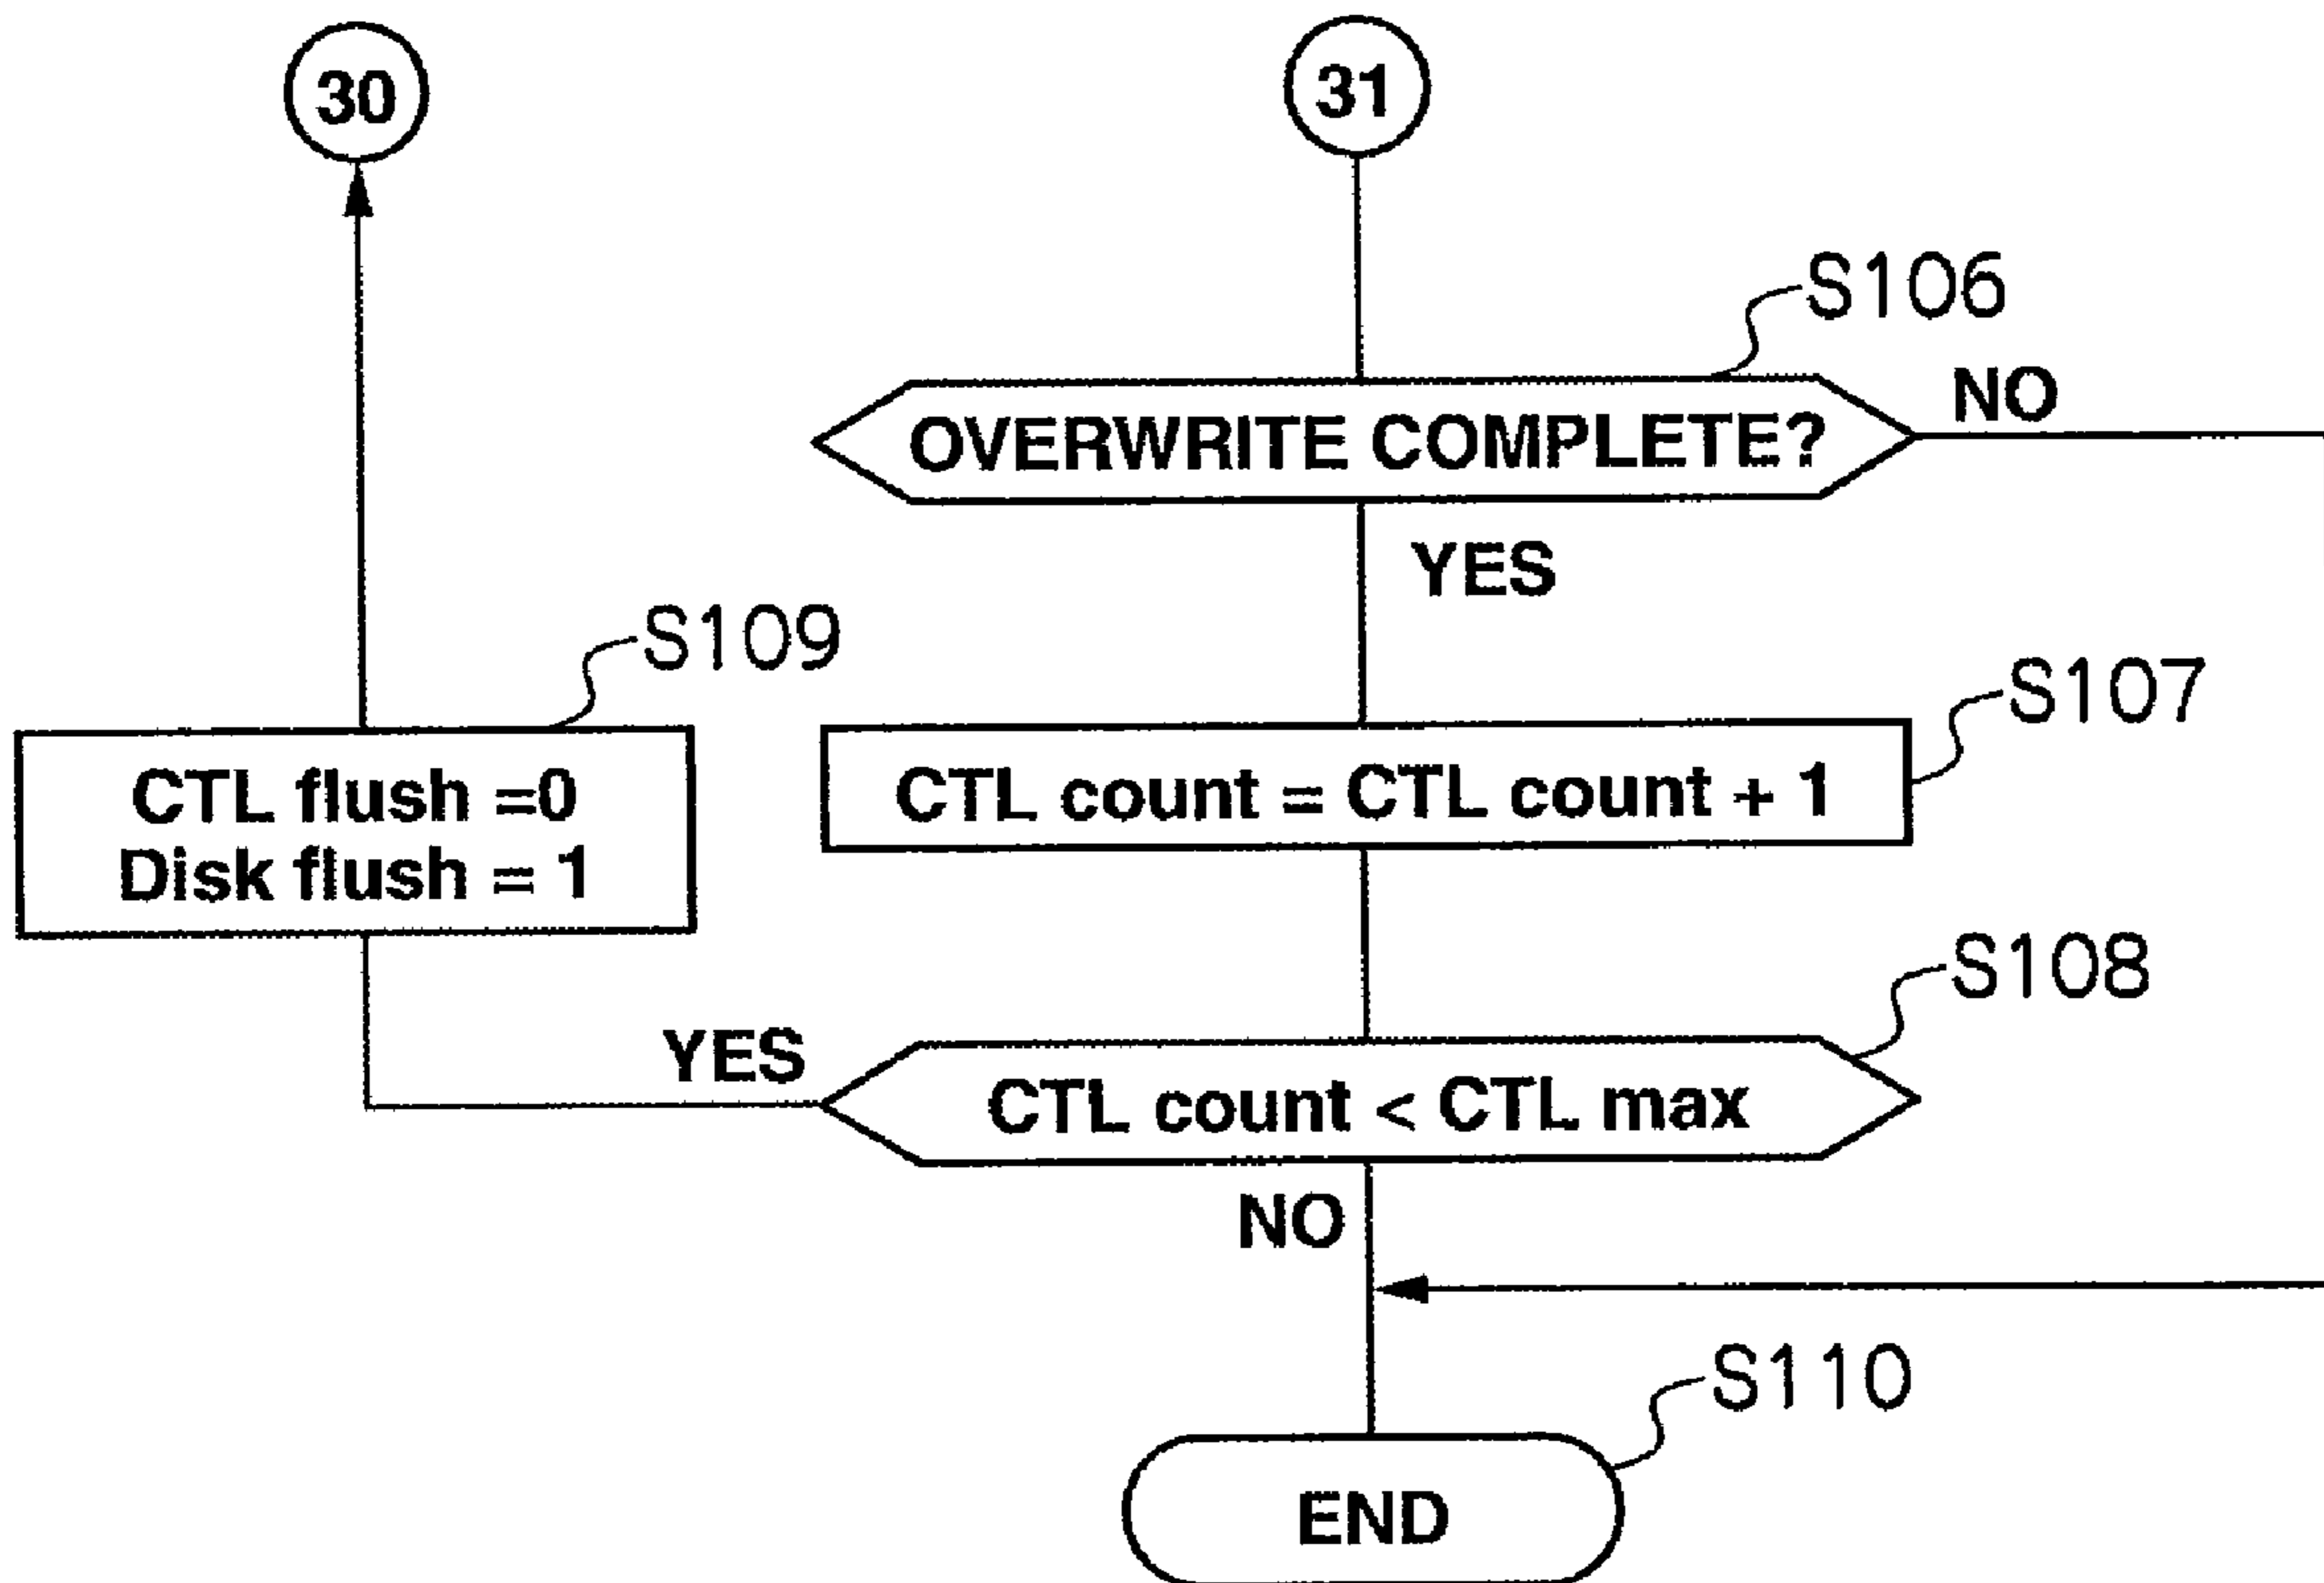 30
31
S106
OVERWRITE COMPLETE?
NO
YES
S109
S107
CTL flush =0
Disk flush = 1
CTL count = CTL count + 1
S108
YES
CTL count < CTL max
NO
S110
END